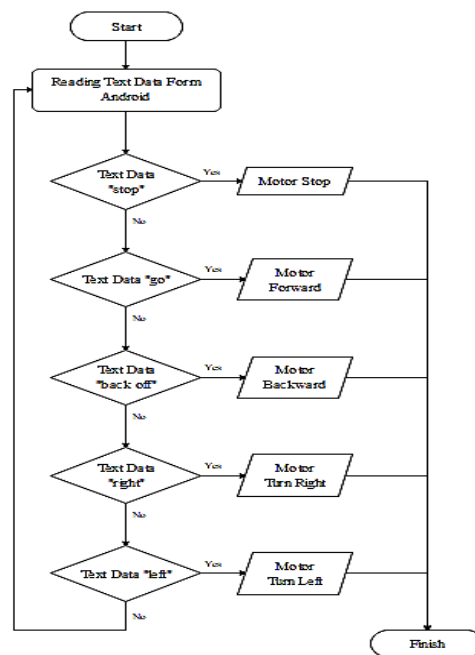 Start
Reading Text Data Form
Android
Text Data
"stop"
Yes
Motor Stop
No
Text Data "go"
Yes
Motor
Forward
No
Text Data
"back off"
Yes
Motor
Backward
No
Text Data
"right"
Yes
Motor
Turn Right
No
Text Data "left"
Yes
Motor
Turn Left
No
Finish